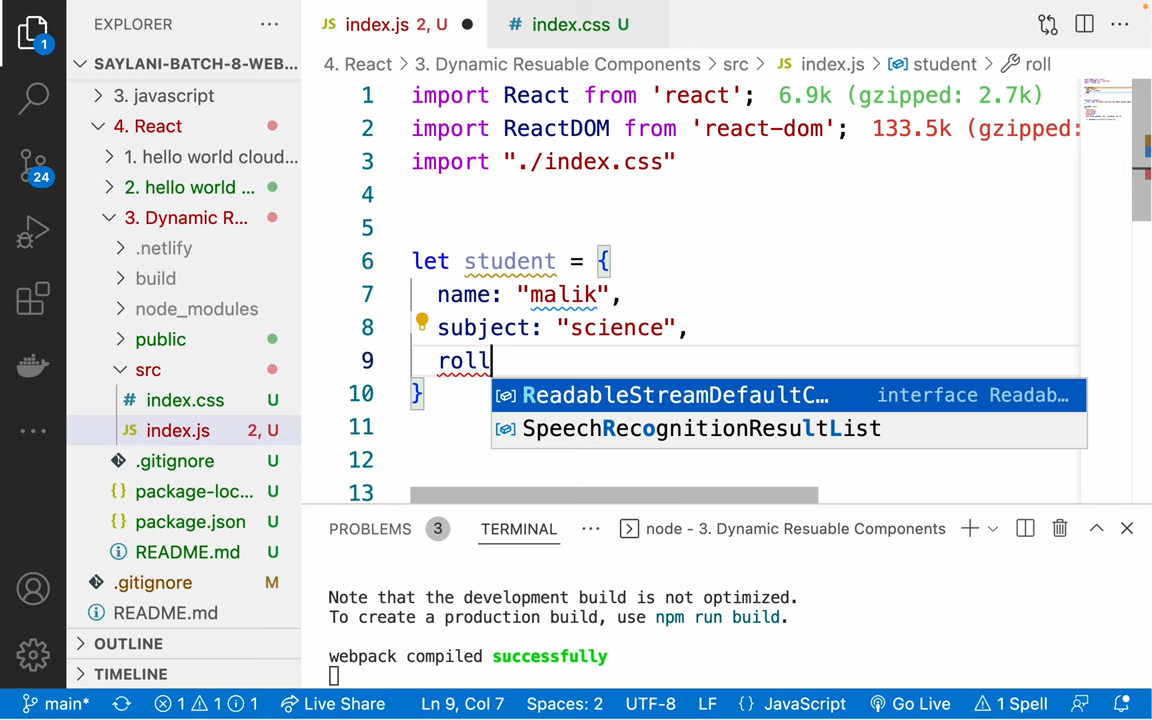 EXPLORER
SAYLANI-BATCH-8-WEB...
3. javascript
4. React
1. hello world cloud...
2. hello world ...
3. Dynamic R...
.netlify
build
node_modules
public
src
# index.css U
JS index.js 2, U
.gitignore U
{} package-loc... U
{} package.json U
README.md U
.gitignore M
README.md
OUTLINE
TIMELINE
1
24
JS index.js 2, U
# index.css U
4. React > 3. Dynamic Resuable Components > src > JS index.js > student > roll
1 import React from 'react'; 6.9k (gzipped: 2.7k)
2 import ReactDOM from 'react-dom'; 133.5k (gzipped:
3 import "./index.css"
4
5
6 let student = {
7 name: "malik",
8 subject: "science",
9 roll
10 }
11
12
13
ReadableStreamDefaultC... interface Readab...
SpeechRecognitionResultList
PROBLEMS 3 TERMINAL ... node - 3. Dynamic Resuable Components
Note that the development build is not optimized.
To create a production build, use npm run build.
webpack compiled successfully
main* 1 1 1 Live Share Ln 9, Col 7 Spaces: 2 UTF-8 LF {} JavaScript Go Live 1 Spell